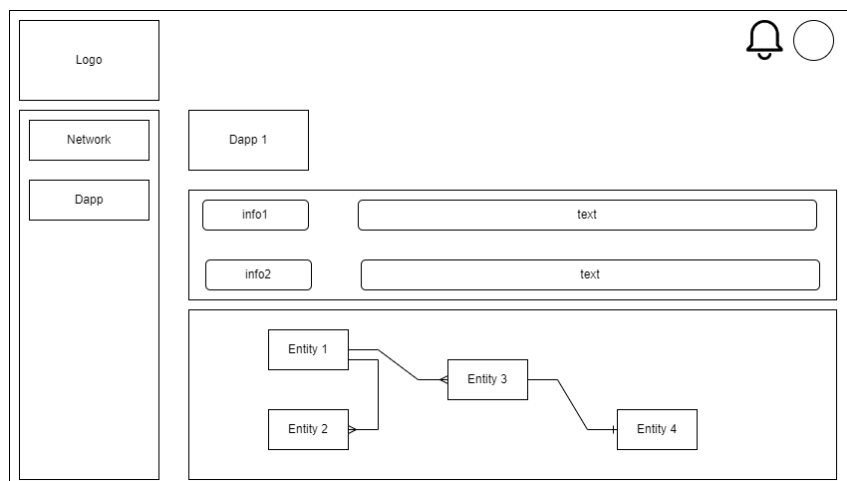 Logo
Network
Dapp
Dapp 1
info1
text
info2
text
Entity 1
Entity 3
Entity 2
Entity 4